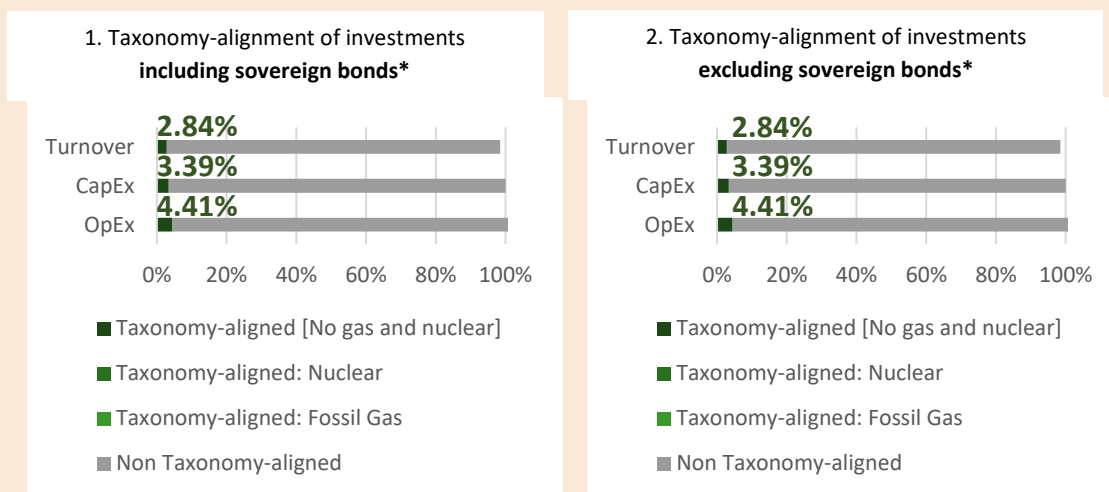 1. Taxonomy-alignment of investments
including sovereign bonds*
2.84%
Turnover
3.39%
CapEx
4.41%
OpEx
0% 20% 40% 60% 80% 100%
Taxonomy-aligned [No gas and nuclear]
Taxonomy-aligned: Nuclear
Taxonomy-aligned: Fossil Gas
Non Taxonomy-aligned
2. Taxonomy-alignment of investments
excluding sovereign bonds*
2.84%
Turnover
3.39%
CapEx
4.41%
OpEx
0% 20% 40% 60% 80% 100%
Taxonomy-aligned [No gas and nuclear]
Taxonomy-aligned: Nuclear
Taxonomy-aligned: Fossil Gas
Non Taxonomy-aligned